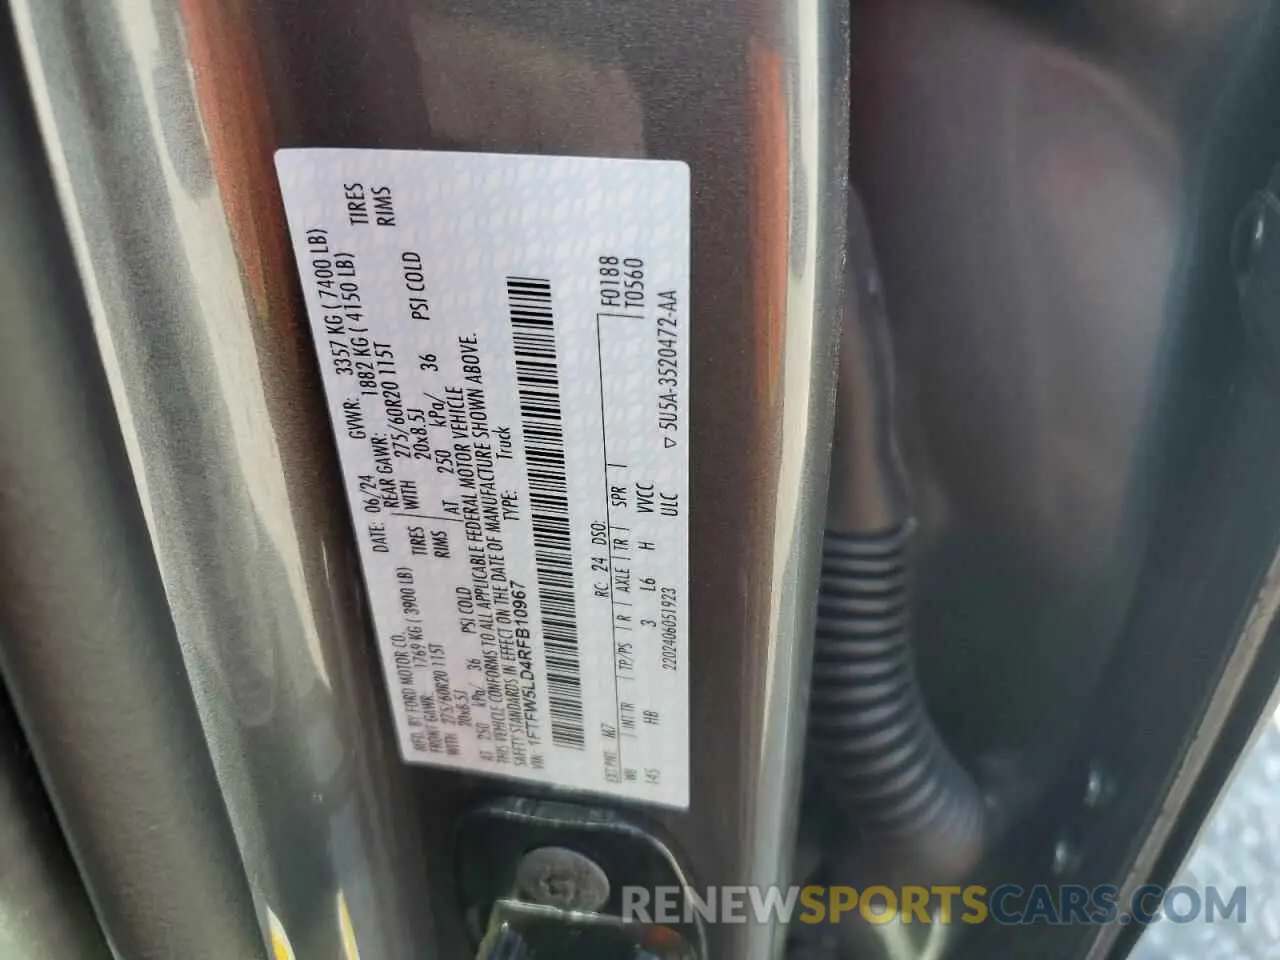 MFD. BY FORD MOTOR CO.
DATE: 06/24 GVWR: 3357 KG ( 7400 LB)
FRONT GAWR: 1769 KG ( 3900 LB)
REAR GAWR: 1882 KG ( 4150 LB)
WITH 275/60R20 115T TIRES
WITH 275/60R20 115T TIRES
20x8.5J RIMS
20x8.5J RIMS
AT 250 kPa/ 36 PSI COLD
AT 250 kPa/ 36 PSI COLD
THIS VEHICLE CONFORMS TO ALL APPLICABLE FEDERAL MOTOR VEHICLE
SAFETY STANDARDS IN EFFECT ON THE DATE OF MANUFACTURE SHOWN ABOVE.
VIN: 1FTFW5LD4RFB10967 TYPE: Truck
EXT PNT: M7 RC: 24 DSO: F0188
WB INT TR TP/PS R AXLE TR SPR T0560
145 HB 3 L6 H VVCC
2202406051923 ULC ▽ 5U5A-3520472-AA
RENEWSPORTSCARS.COM